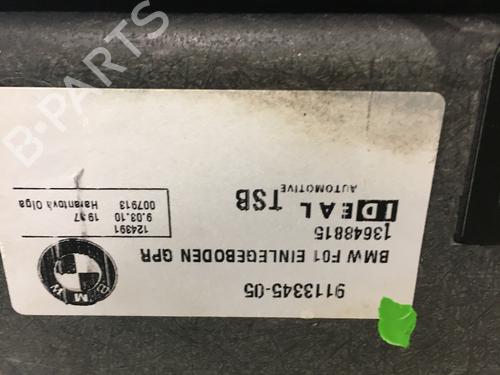 9113345-05
BMW F01 EINLEGEBODEN GPR
13648815
IDEAL TSB
AUTOMOTIVE
124391
9.03.10 19:17
007913 Harantová Olga
BMW
B-PARTS